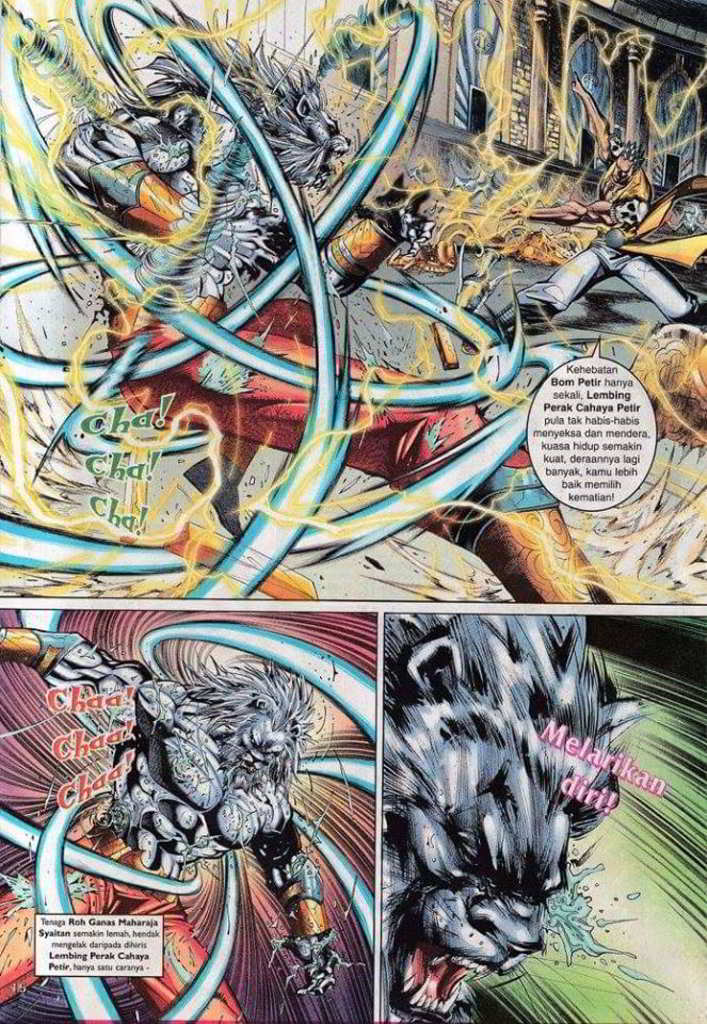 Kehebatan
Bom Petir hanya
sekali, Lembing
Perak Cahaya Petir
pula tak habis-habis
menyeksa dan mendera,
kuasa hidup semakin
kuat, deraannya lagi
banyak, kamu lebih
baik memilih
kematian!
Cha!
Cha!
Cha!
Chaa!
Chaa!
Chaa!
Tenaga Roh Ganas Maharaja
Syaitan semakin lemah, hendak
mengelak daripada dihiris
Lembing Perak Cahaya
Petir, hanya satu caranya -
Melarikan
diri!